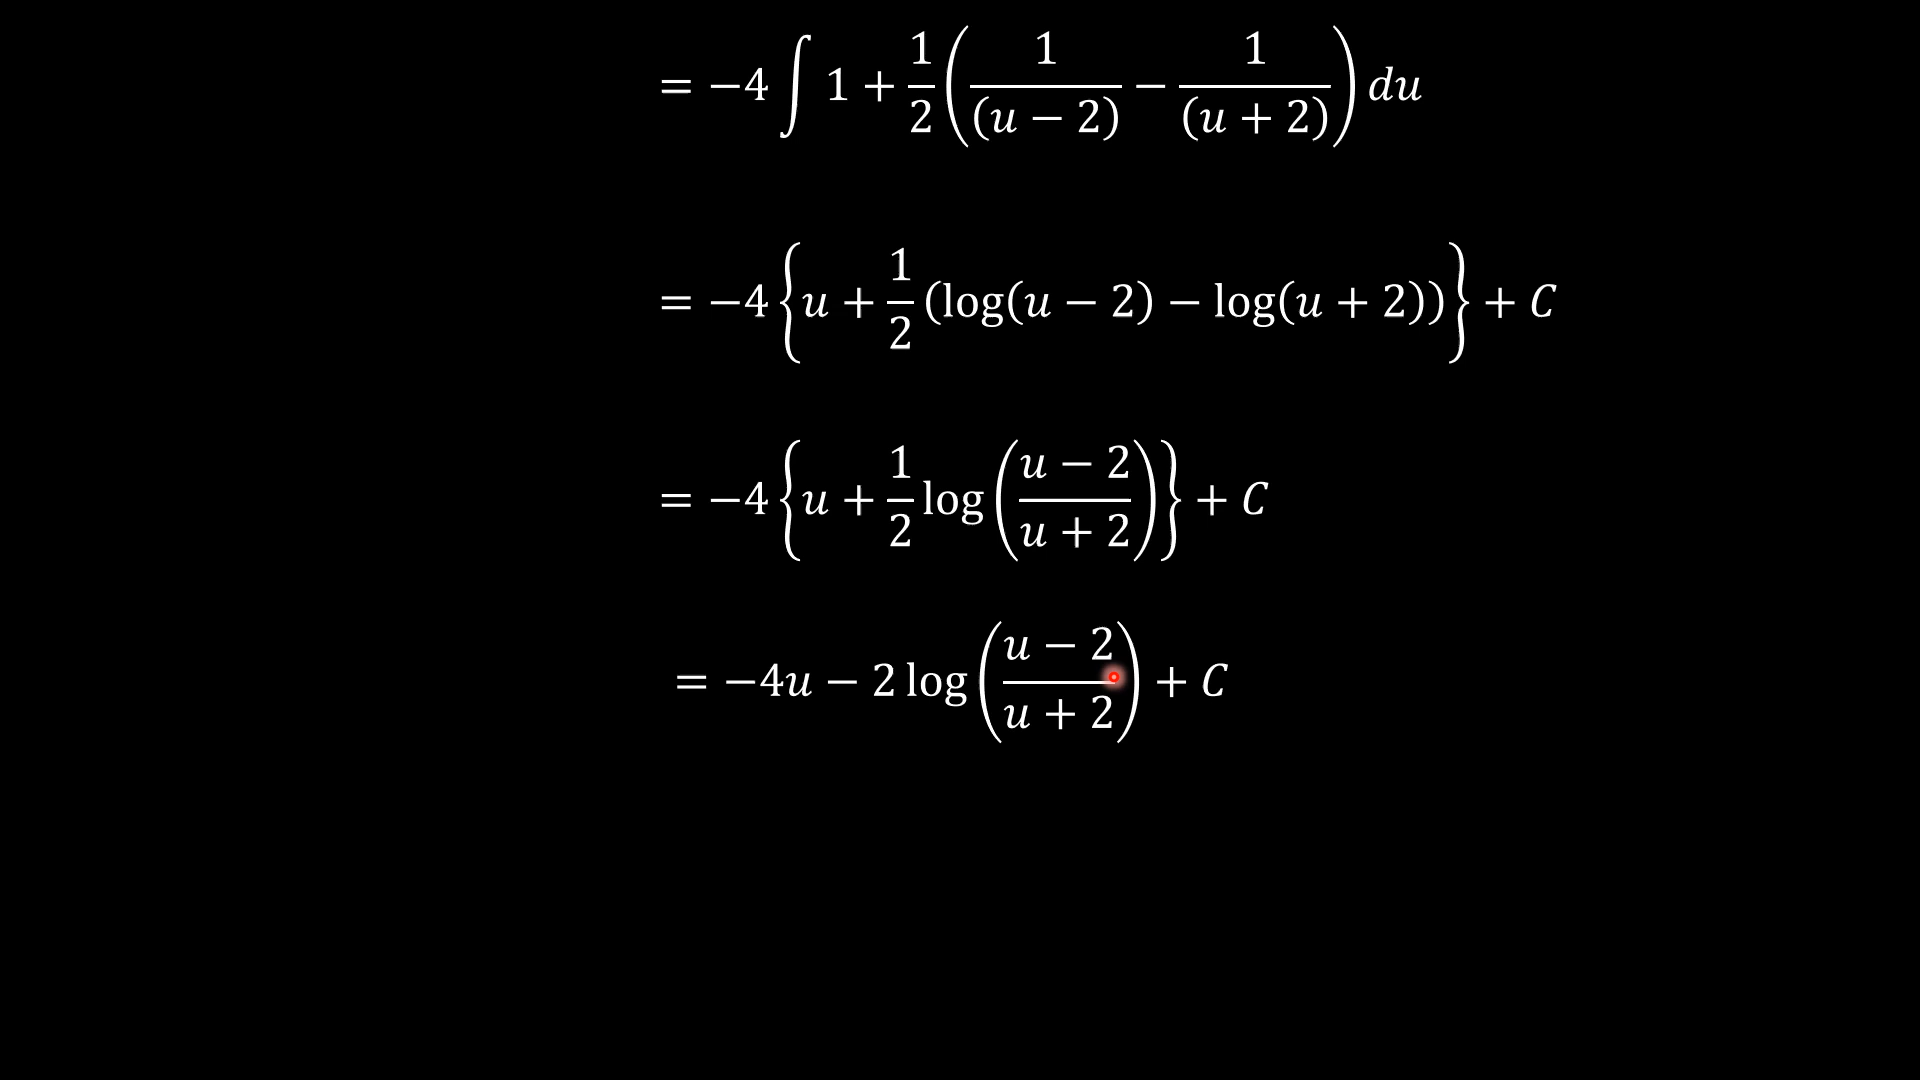 = −4 ∫ 1 + 1/2 (1/(u − 2) − 1/(u + 2)) du
= −4 {u + 1/2 (log(u − 2) − log(u + 2))} + C
= −4 {u + 1/2 log ((u − 2)/(u + 2))} + C
= −4u − 2 log ((u − 2)/(u + 2)) + C